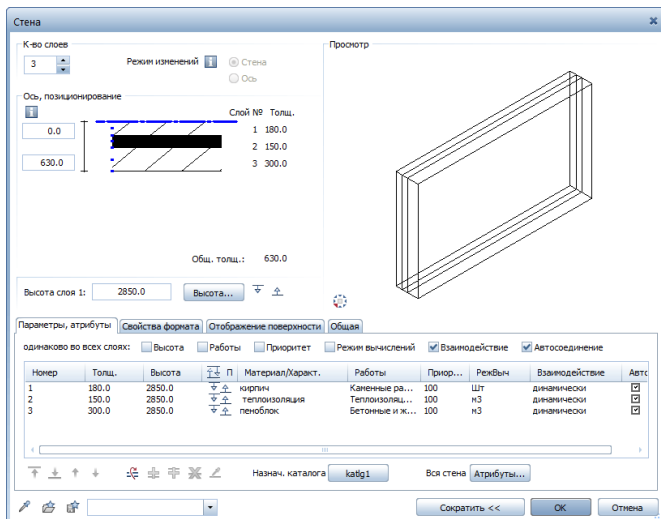 Стена
К-во слоев
Просмотр
3
Режим изменений
Стена
Ось
Ось, позиционирование
Слой № Толщ.
0.0
1 180.0
2 150.0
630.0
3 300.0
Общ. толщ.: 630.0
Высота слоя 1: 2850.0 Высота...
Параметры, атрибуты Свойства формата Отображение поверхности Общая
одинаково во всех слоях: Высота Работы Приоритет Режим вычислений Взаимодействие Автосоединение
Номер Толщ. Высота П Материал/Характ. Работы Приор... РежВыч Взаимодействие Автс
1 180.0 2850.0 кирпич Каменные ра... 100 Шт динамически
2 150.0 2850.0 теплоизоляция Теплоизоляц... 100 м3 динамически
3 300.0 2850.0 пеноблок Бетонные и ж... 100 м3 динамически
Назнач. каталога katlg1 Вся стена Атрибуты...
Сократить << OK Отмена